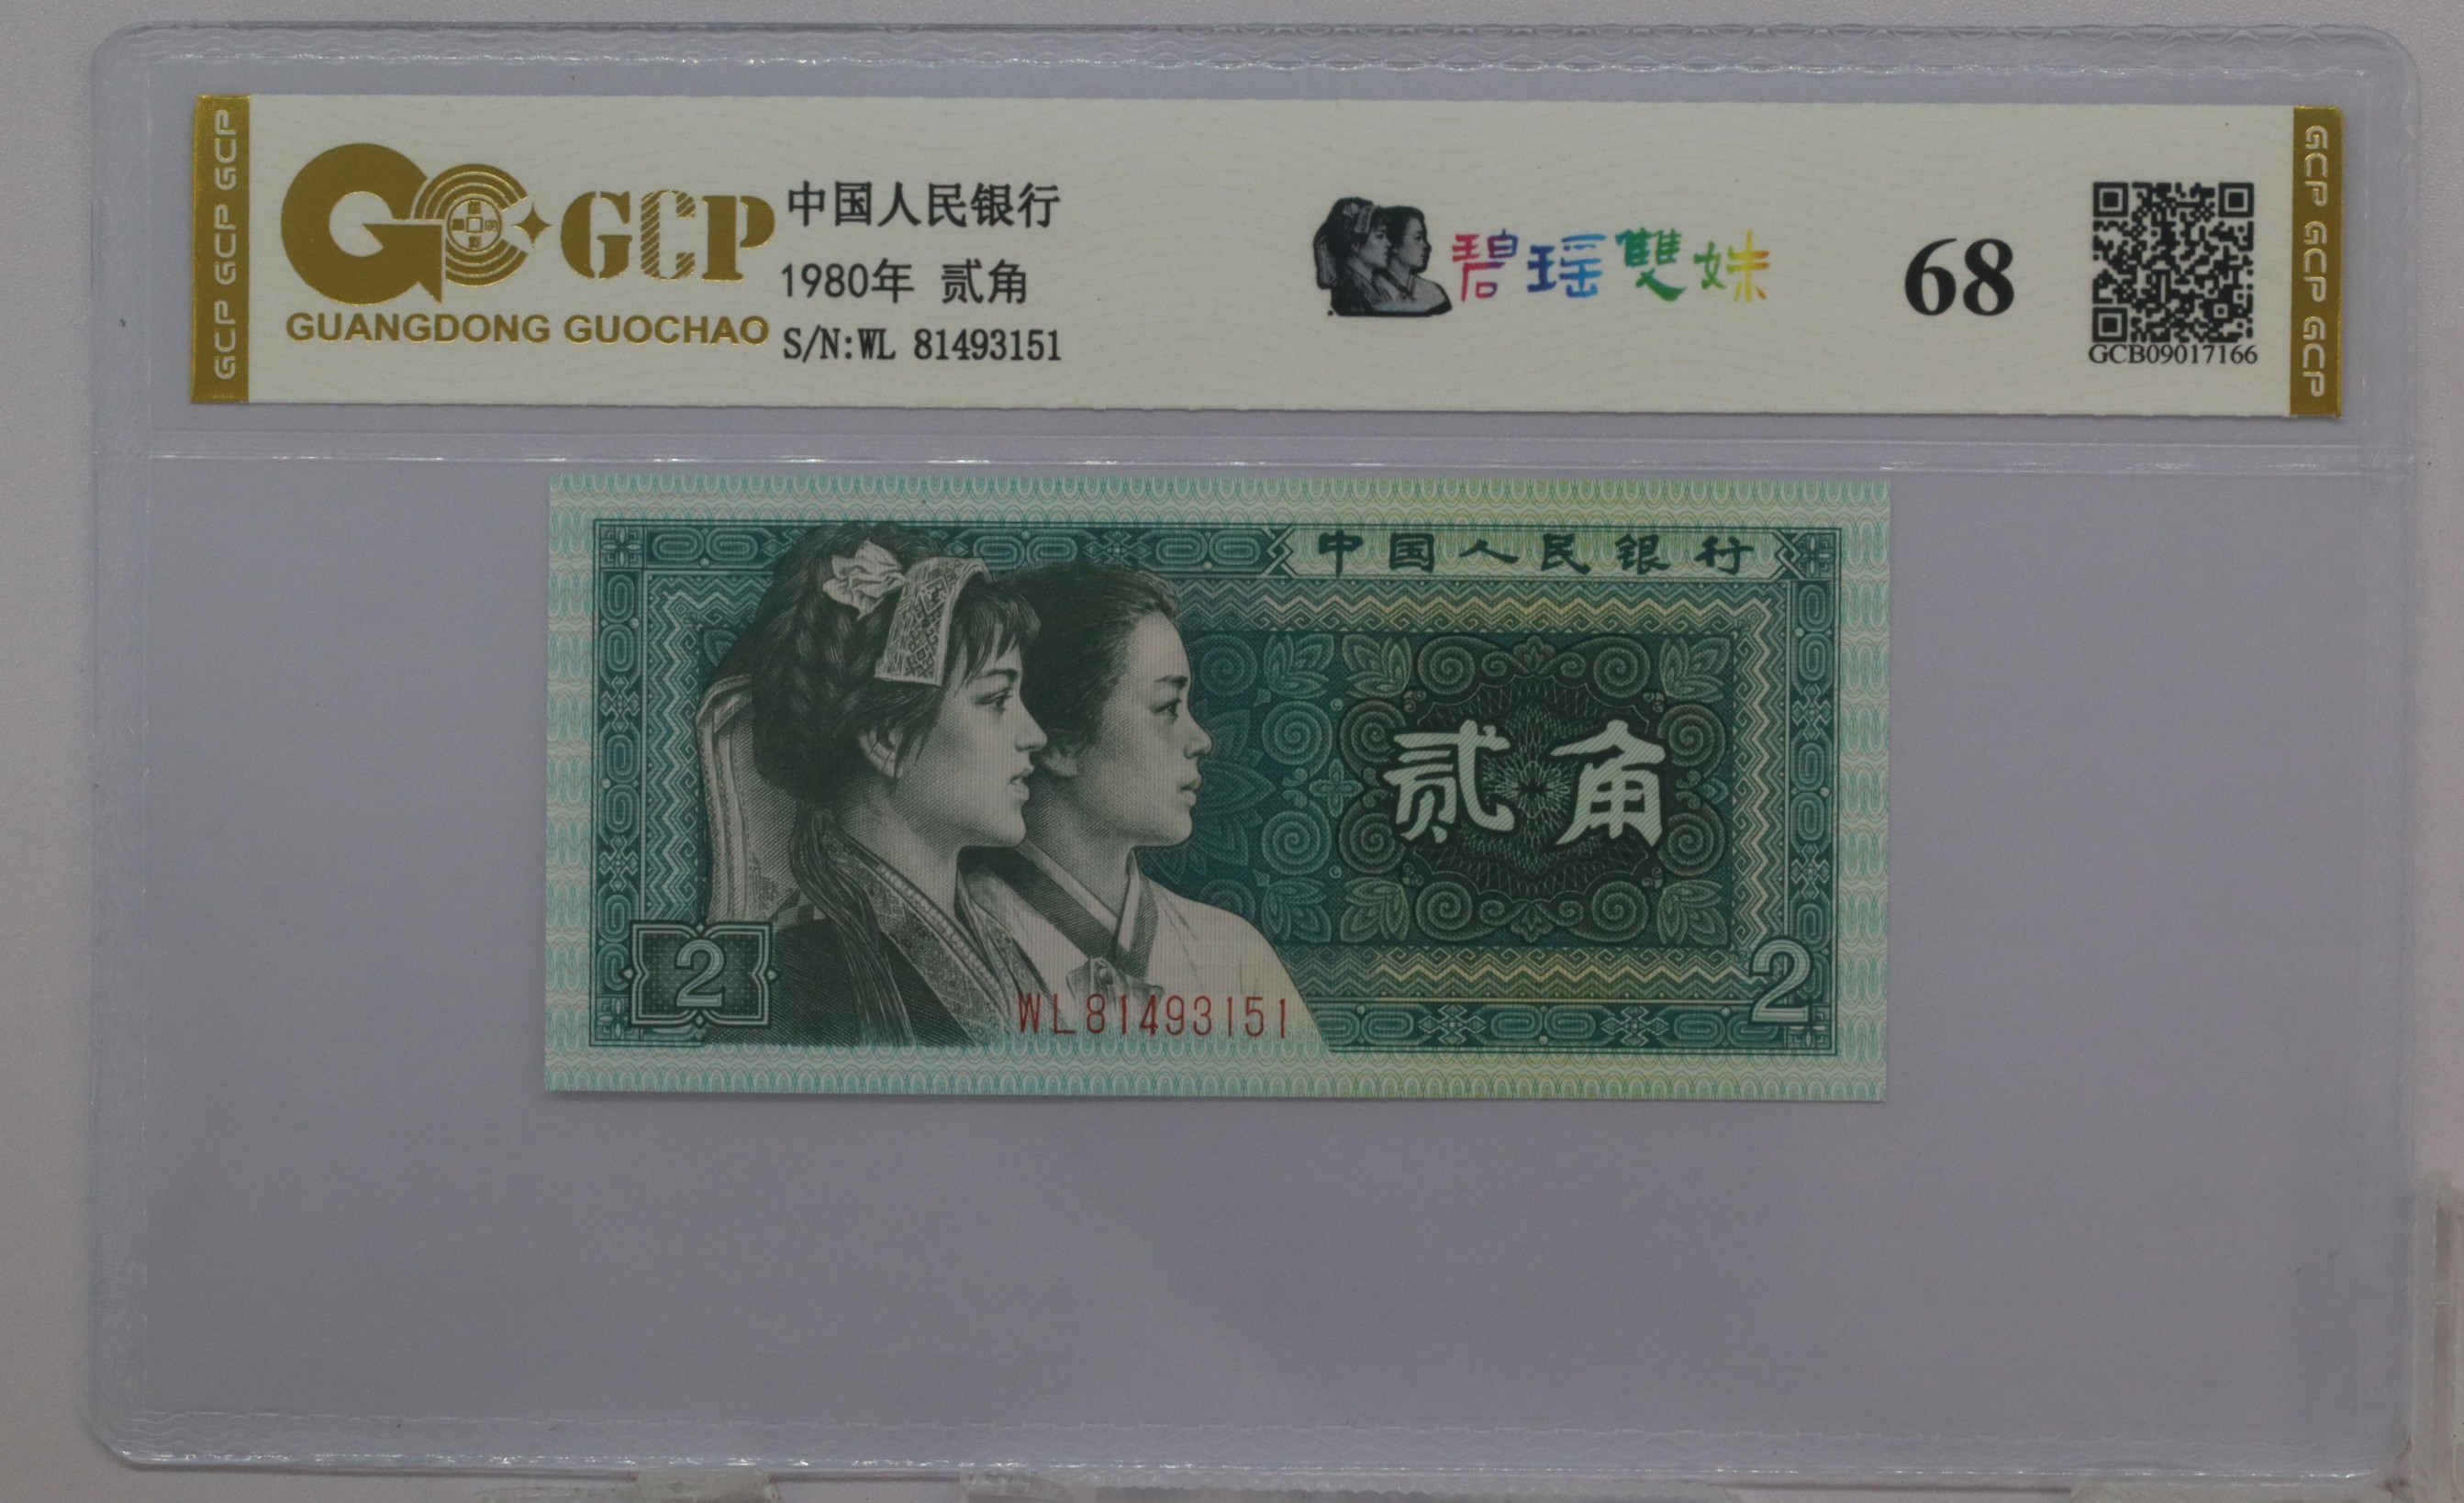 GCP GCP GCP
GCP
中国人民银行
1980年 贰角
GUANGDONG GUOCHAO
S/N:WL 81493151
碧瑶雙妹
68
GCB09017166
GCP GCP GCP
中国人民银行
贰角
2
WL81493151
2